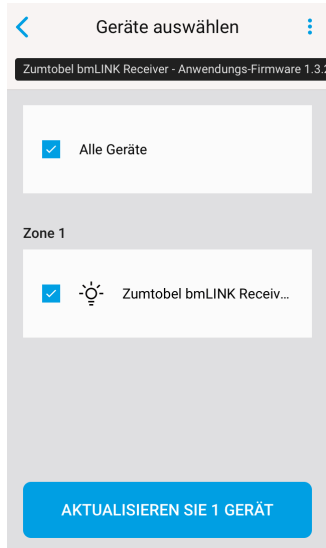 Geräte auswählen
Zumtobel bmLINK Receiver - Anwendungs-Firmware 1.3.2
Alle Geräte
Zone 1
Zumtobel bmLINK Receiv...
AKTUALISIEREN SIE 1 GERÄT